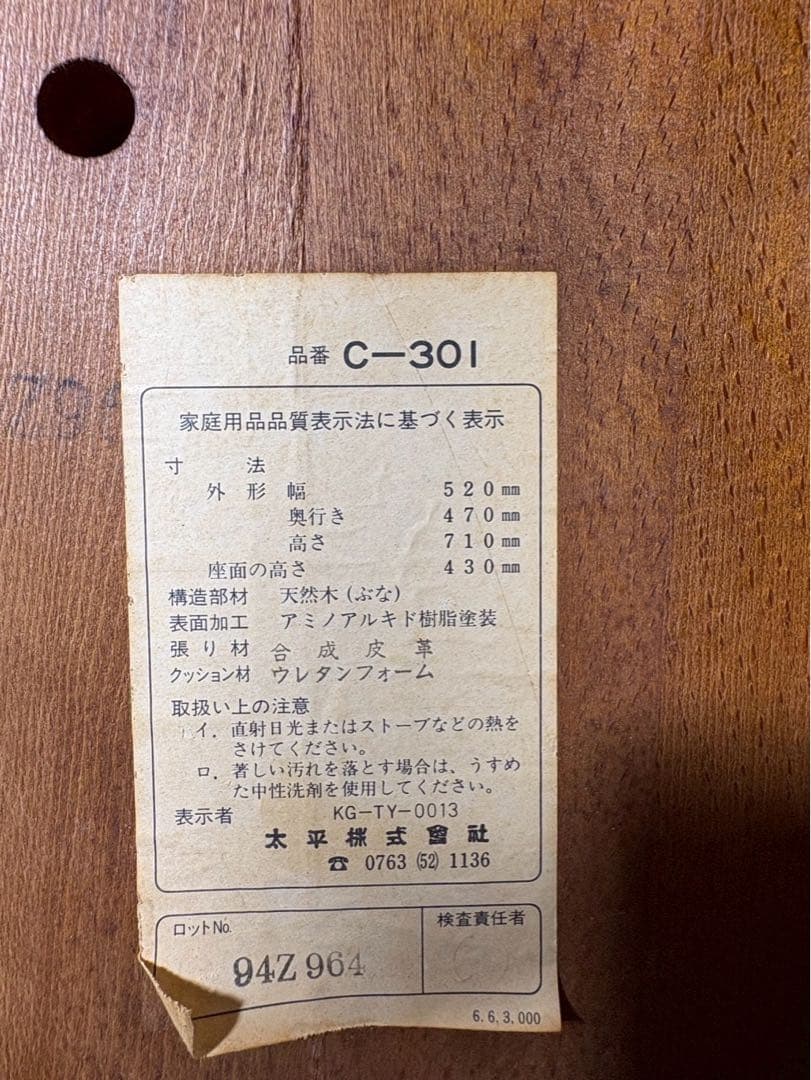 品番 C-301
家庭用品品質表示法に基づく表示
寸法
外形幅 520mm
奥行き 470mm
高さ 710mm
座面の高さ 430mm
構造部材 天然木(ぶな)
表面加工 アミノアルキド樹脂塗装
張り材 合成皮革
クッション材 ウレタンフォーム
取扱い上の注意
イ. 直射日光またはストーブなどの熱を
さけてください。
ロ. 著しい汚れを落とす場合は、うすめ
た中性洗剤を使用してください。
表示者 KG-TY-0013
太平株式會社
☎ 0763 (52) 1136
ロットNo. 検査責任者
94Z 964
6.6.3,000